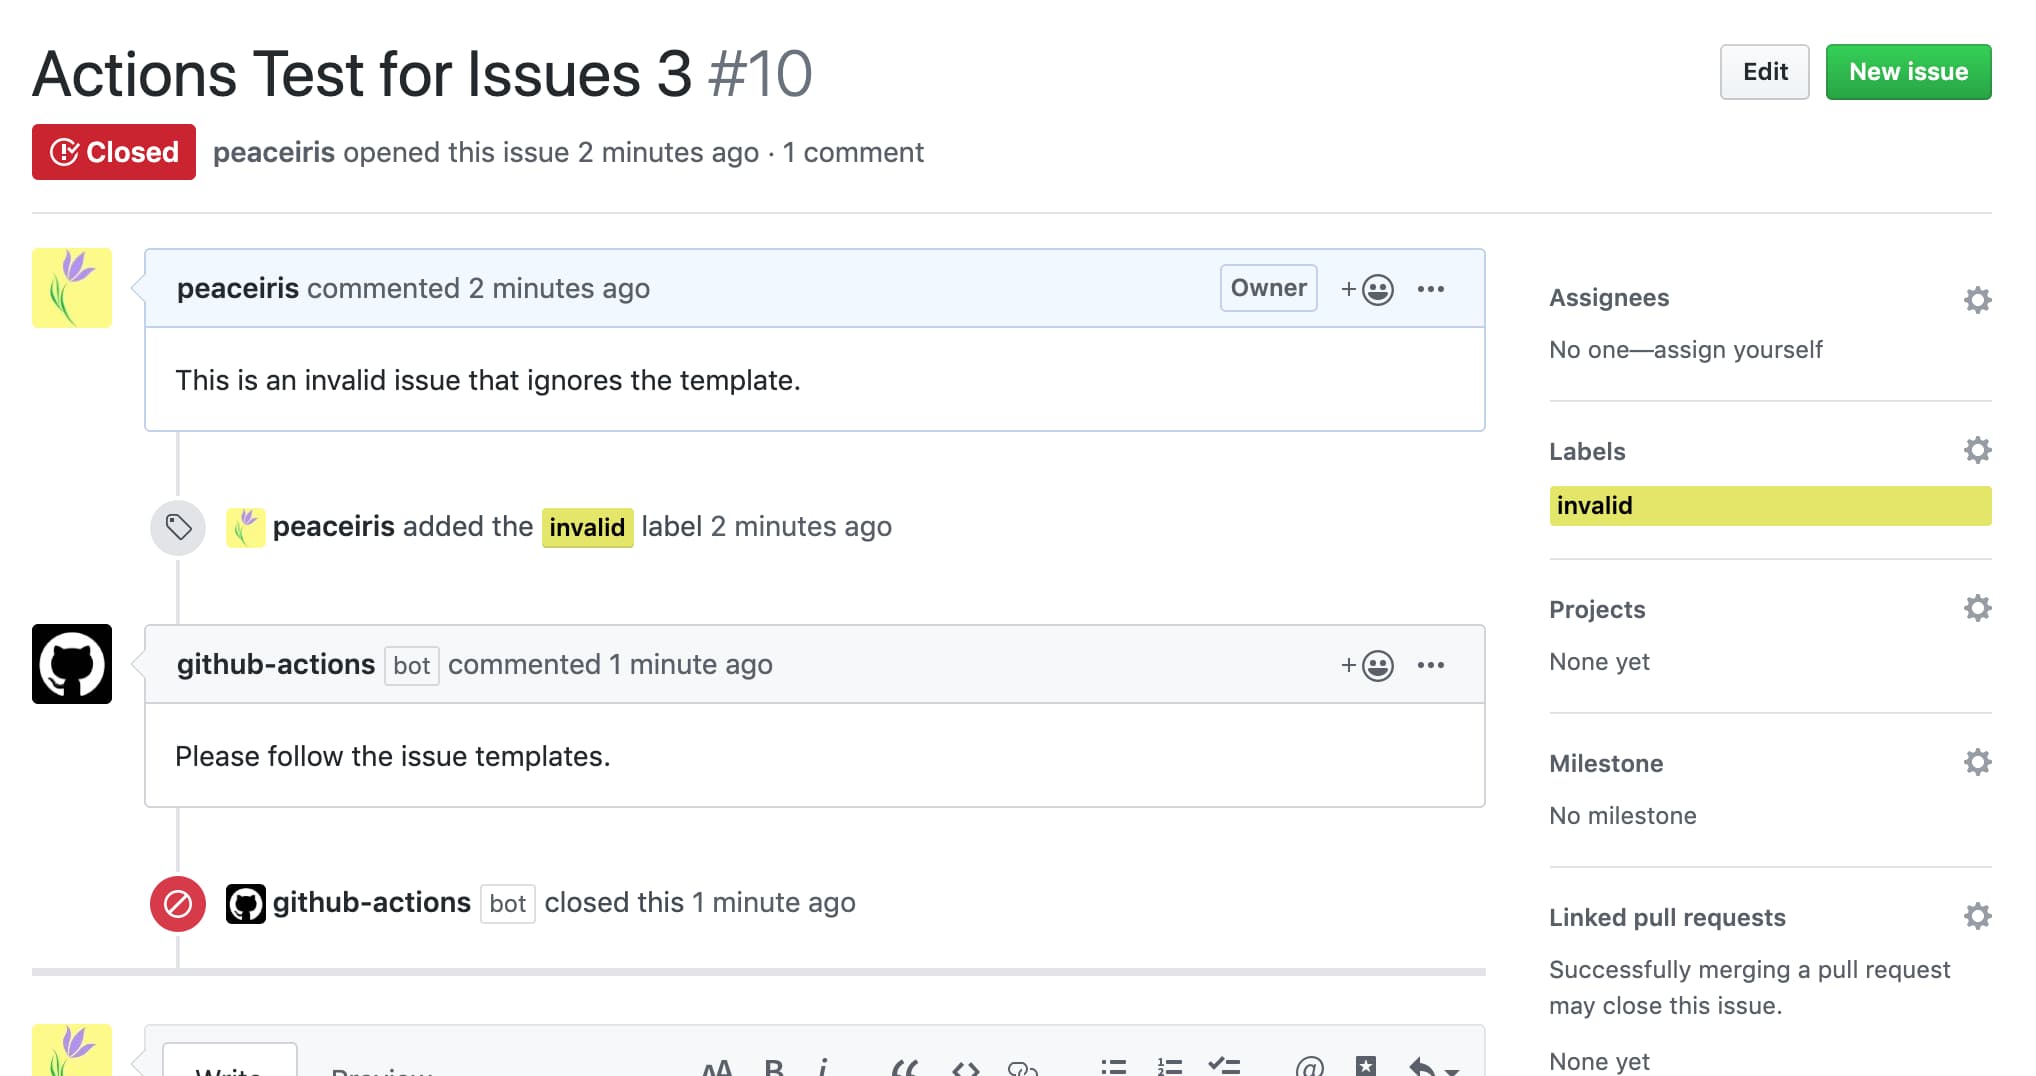 Actions Test for Issues 3 #10
Edit
New issue
Closed
peaceiris opened this issue 2 minutes ago · 1 comment
peaceiris commented 2 minutes ago
Owner
This is an invalid issue that ignores the template.
peaceiris added the invalid label 2 minutes ago
github-actions bot commented 1 minute ago
Please follow the issue templates.
github-actions bot closed this 1 minute ago
Write
Preview
Assignees
No one—assign yourself
Labels
invalid
Projects
None yet
Milestone
No milestone
Linked pull requests
Successfully merging a pull request
may close this issue.
None yet